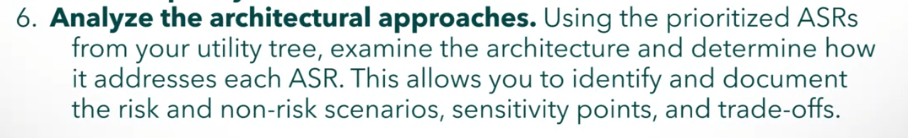 6. Analyze the architectural approaches. Using the prioritized ASRs
from your utility tree, examine the architecture and determine how
it addresses each ASR. This allows you to identify and document
the risk and non-risk scenarios, sensitivity points, and trade-offs.